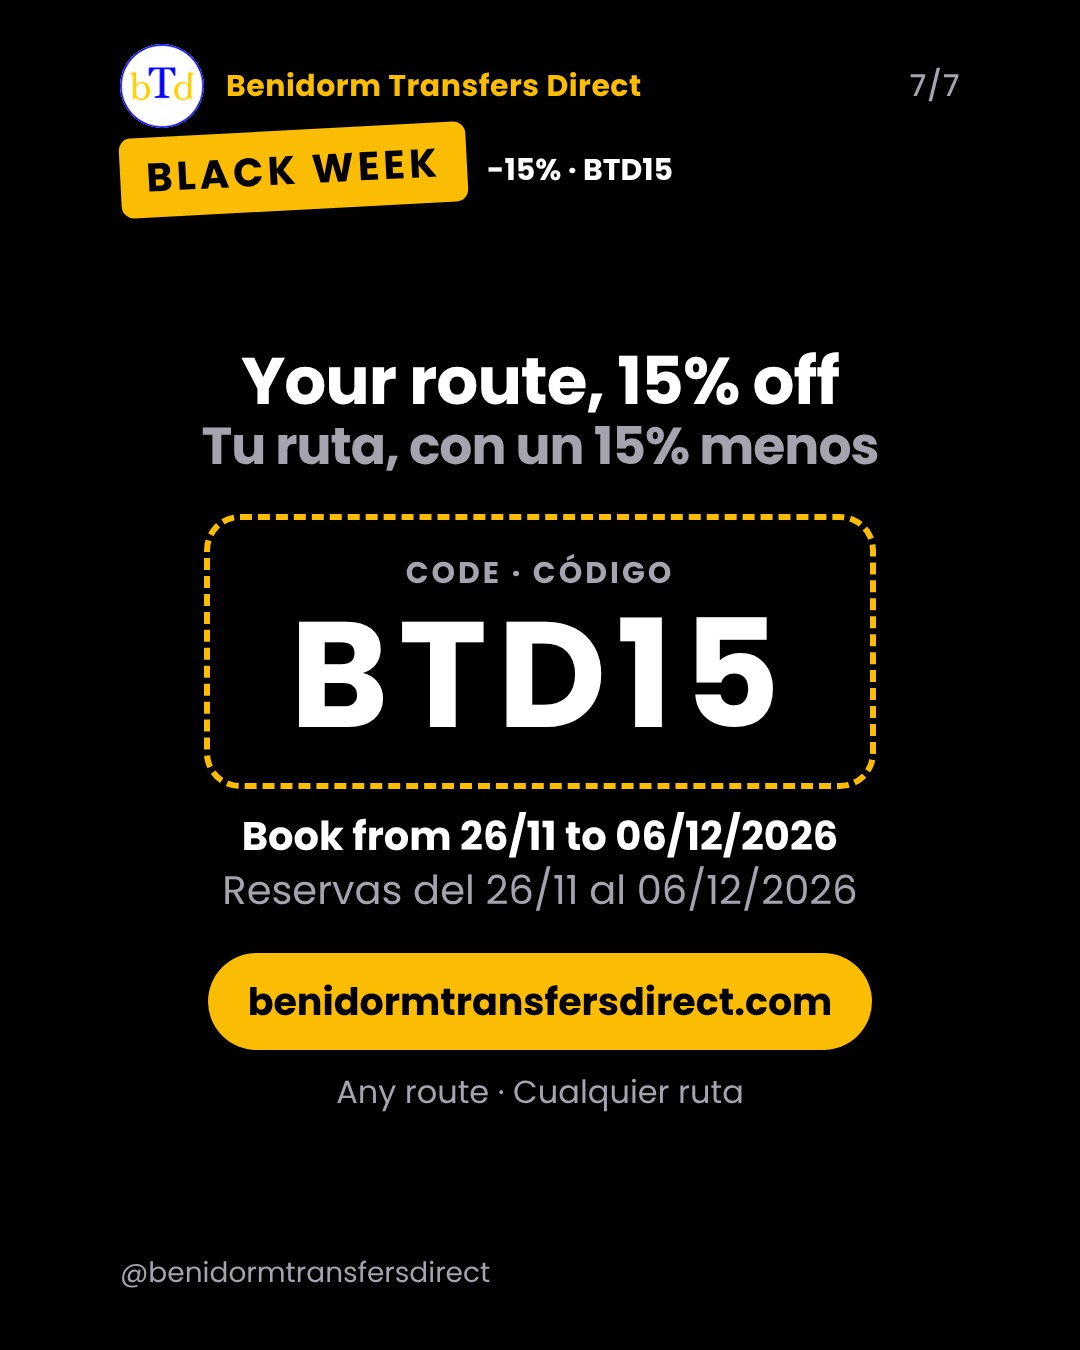 bTd
Benidorm Transfers Direct
7/7
BLACK WEEK
-15% · BTD15
Your route, 15% off
Tu ruta, con un 15% menos
CODE · CÓDIGO
BTD15
Book from 26/11 to 06/12/2026
Reservas del 26/11 al 06/12/2026
benidormtransfersdirect.com
Any route · Cualquier ruta
@benidormtransfersdirect